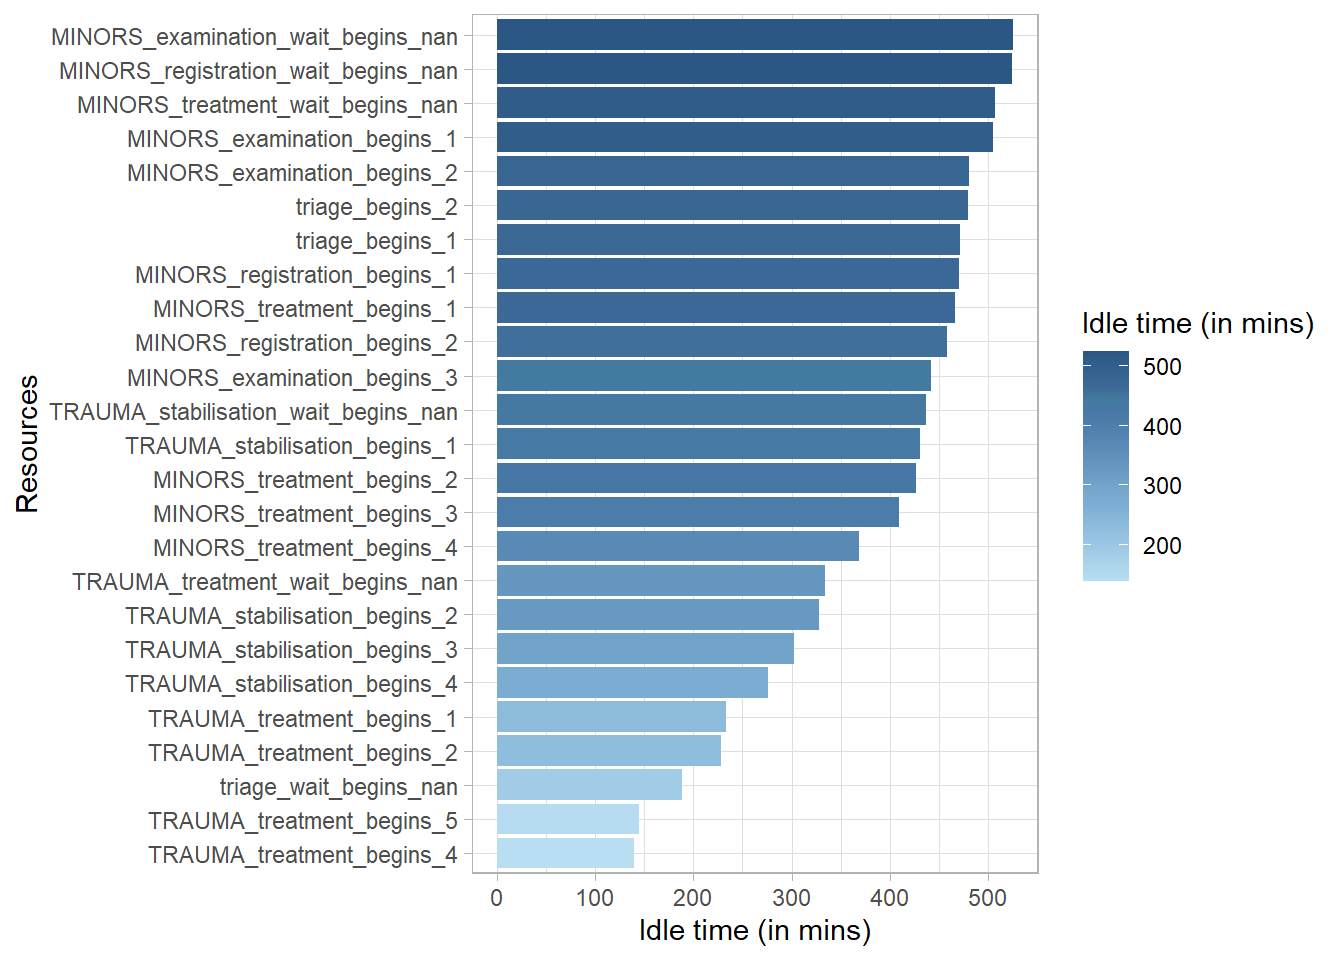 Resources
MINORS_examination_wait_begins_nan
MINORS_registration_wait_begins_nan
MINORS_treatment_wait_begins_nan
MINORS_examination_begins_1
MINORS_examination_begins_2
triage_begins_2
triage_begins_1
MINORS_registration_begins_1
MINORS_treatment_begins_1
MINORS_registration_begins_2
MINORS_examination_begins_3
TRAUMA_stabilisation_wait_begins_nan
TRAUMA_stabilisation_begins_1
MINORS_treatment_begins_2
MINORS_treatment_begins_3
MINORS_treatment_begins_4
TRAUMA_treatment_wait_begins_nan
TRAUMA_stabilisation_begins_2
TRAUMA_stabilisation_begins_3
TRAUMA_stabilisation_begins_4
TRAUMA_treatment_begins_1
TRAUMA_treatment_begins_2
triage_wait_begins_nan
TRAUMA_treatment_begins_5
TRAUMA_treatment_begins_4
0 100 200 300 400 500
Idle time (in mins)
Idle time (in mins)
500
400
300
200